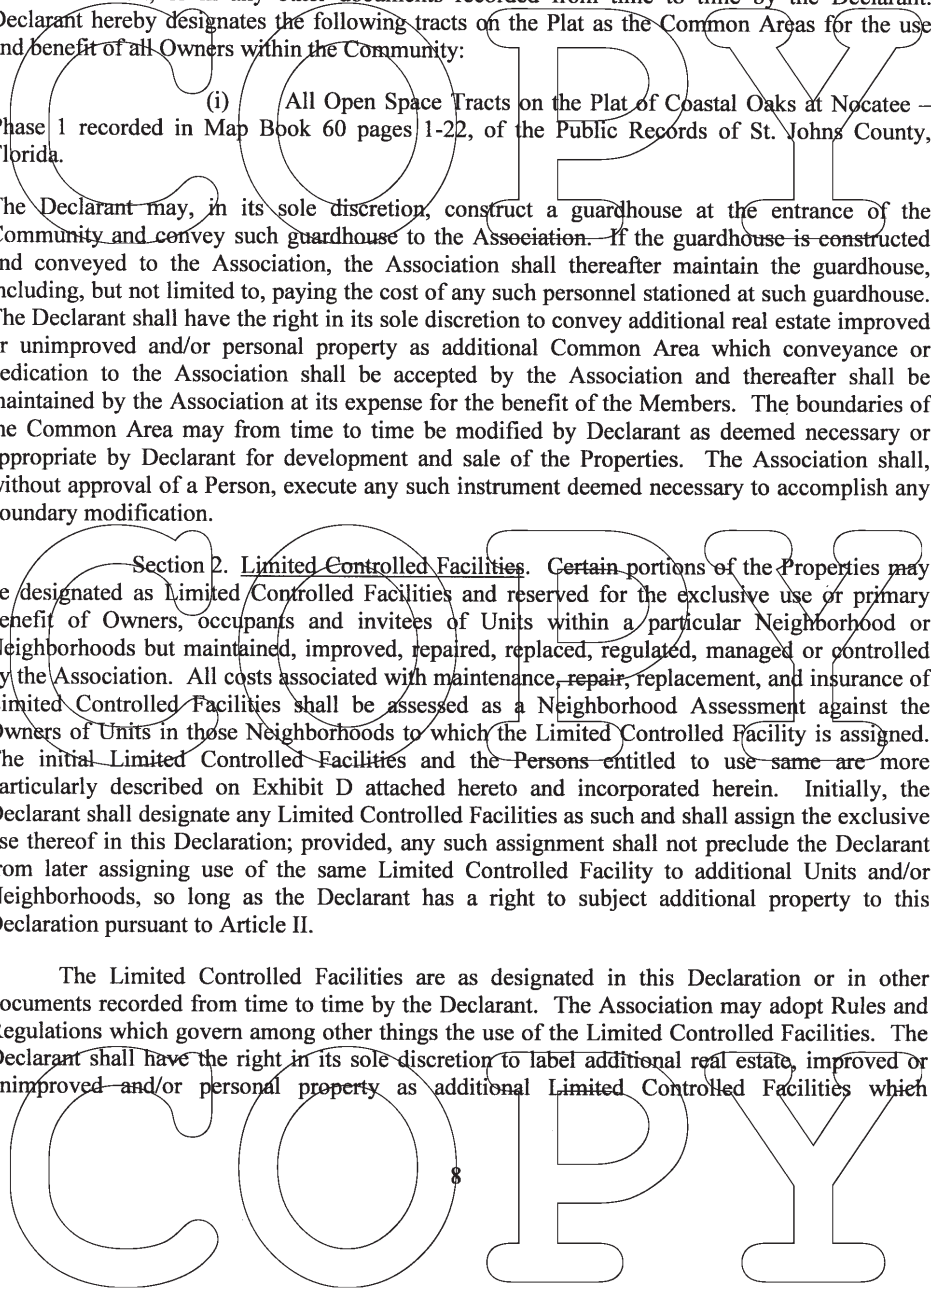 Declarant hereby designates the following tracts on the Plat as the Common Areas for the use
nd benefit of all Owners within the Community:
(i) All Open Space Tracts on the Plat of Coastal Oaks at Nocatee –
Phase 1 recorded in Map Book 60 pages 1-22, of the Public Records of St. Johns County,
Florida.
The Declarant may, in its sole discretion, construct a guardhouse at the entrance of the
Community and convey such guardhouse to the Association. If the guardhouse is constructed
nd conveyed to the Association, the Association shall thereafter maintain the guardhouse,
ncluding, but not limited to, paying the cost of any such personnel stationed at such guardhouse.
The Declarant shall have the right in its sole discretion to convey additional real estate improved
r unimproved and/or personal property as additional Common Area which conveyance or
edication to the Association shall be accepted by the Association and thereafter shall be
maintained by the Association at its expense for the benefit of the Members. The boundaries of
he Common Area may from time to time be modified by Declarant as deemed necessary or
ppropriate by Declarant for development and sale of the Properties. The Association shall,
without approval of a Person, execute any such instrument deemed necessary to accomplish any
oundary modification.
Section 2. Limited Controlled Facilities. Certain portions of the Properties may
e designated as Limited Controlled Facilities and reserved for the exclusive use or primary
enefit of Owners, occupants and invitees of Units within a particular Neighborhood or
Neighborhoods but maintained, improved, repaired, replaced, regulated, managed or controlled
y the Association. All costs associated with maintenance, repair, replacement, and insurance of
Limited Controlled Facilities shall be assessed as a Neighborhood Assessment against the
Owners of Units in those Neighborhoods to which the Limited Controlled Facility is assigned.
The initial Limited Controlled Facilities and the Persons entitled to use same are more
articularly described on Exhibit D attached hereto and incorporated herein. Initially, the
Declarant shall designate any Limited Controlled Facilities as such and shall assign the exclusive
se thereof in this Declaration; provided, any such assignment shall not preclude the Declarant
rom later assigning use of the same Limited Controlled Facility to additional Units and/or
Neighborhoods, so long as the Declarant has a right to subject additional property to this
Declaration pursuant to Article II.
The Limited Controlled Facilities are as designated in this Declaration or in other
ocuments recorded from time to time by the Declarant. The Association may adopt Rules and
Regulations which govern among other things the use of the Limited Controlled Facilities. The
Declarant shall have the right in its sole discretion to label additional real estate, improved or
nimproved and/or personal property as additional Limited Controlled Facilities which
8
COPY
COPY
COPY